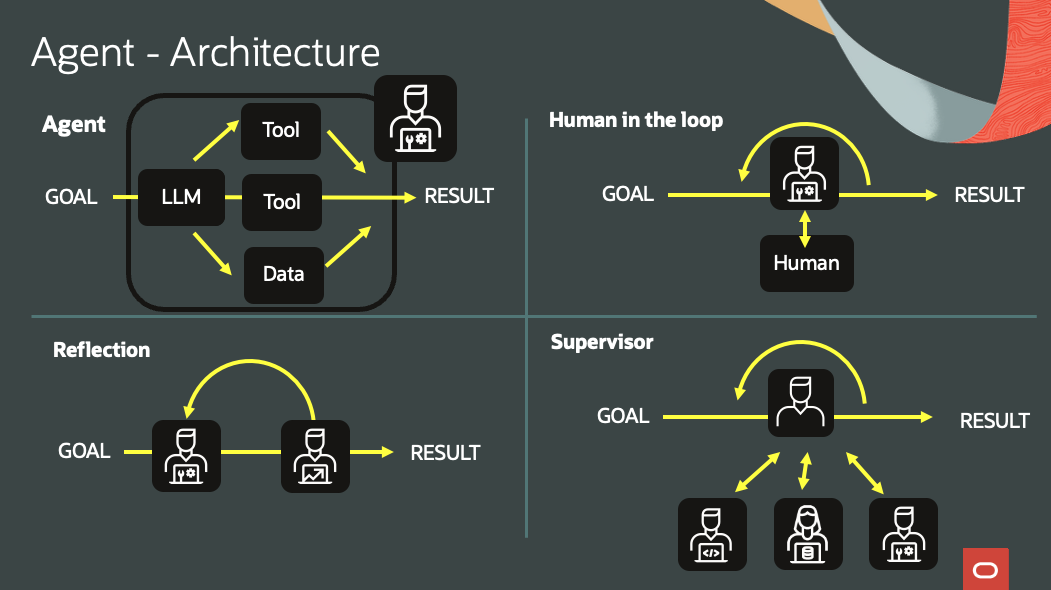 Agent - Architecture
Agent
GOAL
LLM
Tool
Tool
Data
RESULT
Human in the loop
GOAL
RESULT
Human
Reflection
GOAL
RESULT
Supervisor
GOAL
RESULT
</>